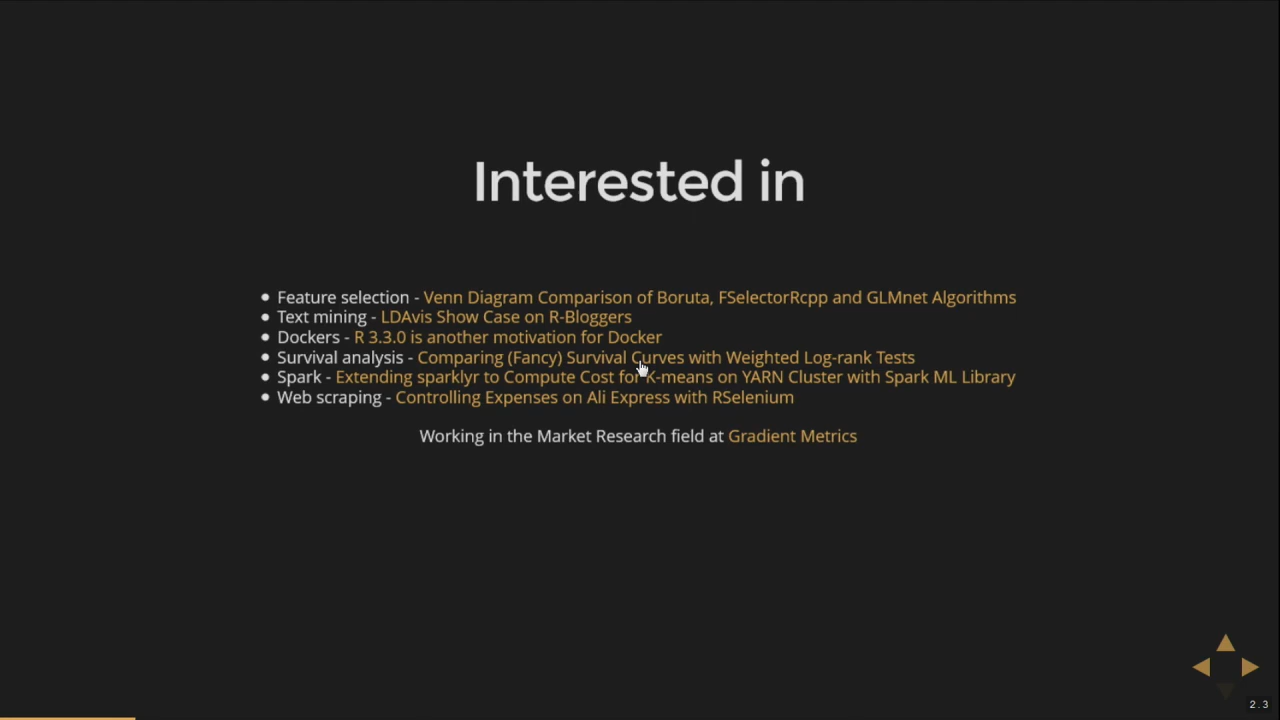 Interested in
Feature selection - Venn Diagram Comparison of Boruta, FSelectorRcpp and GLMnet Algorithms
Text mining - LDAvis Show Case on R-Bloggers
Dockers - R 3.3.0 is another motivation for Docker
Survival analysis - Comparing (Fancy) Survival Curves with Weighted Log-rank Tests
Spark - Extending sparklyr to Compute Cost for K-means on YARN Cluster with Spark ML Library
Web scraping - Controlling Expenses on Ali Express with RSelenium
Working in the Market Research field at Gradient Metrics
2.3